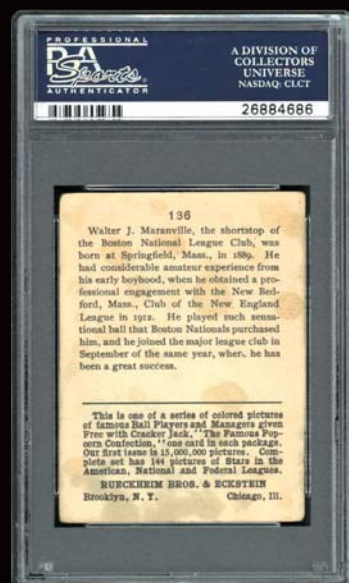 PROFESSIONAL
PSA
Sports®
AUTHENTICATOR
A DIVISION OF
COLLECTORS
UNIVERSE
NASDAQ: CLCT
26884686
136
Walter J. Maranville, the shortstop of
the Boston National League Club, was
born at Springfield, Mass., in 1889. He
had considerable amateur experience from
his early boyhood, when he obtained a pro-
fessional engagement with the New Bed-
ford, Mass., Club of the New England
League in 1912. He played such sensa-
tional ball that Boston Nationals purchased
him, and he joined the major league club in
September of the same year, when he has
been a great success.
This is one of a series of colored pictures
of famous Ball Players and Managers given
Free with Cracker Jack, "The Famous Pop-
corn Confection," one card in each package.
Our first issue is 15,000,000 pictures. Com-
plete set has 144 pictures of Stars in the
American, National and Federal Leagues.
RUECKHEIM BROS. & ECKSTEIN
Brooklyn, N. Y. Chicago, Ill.